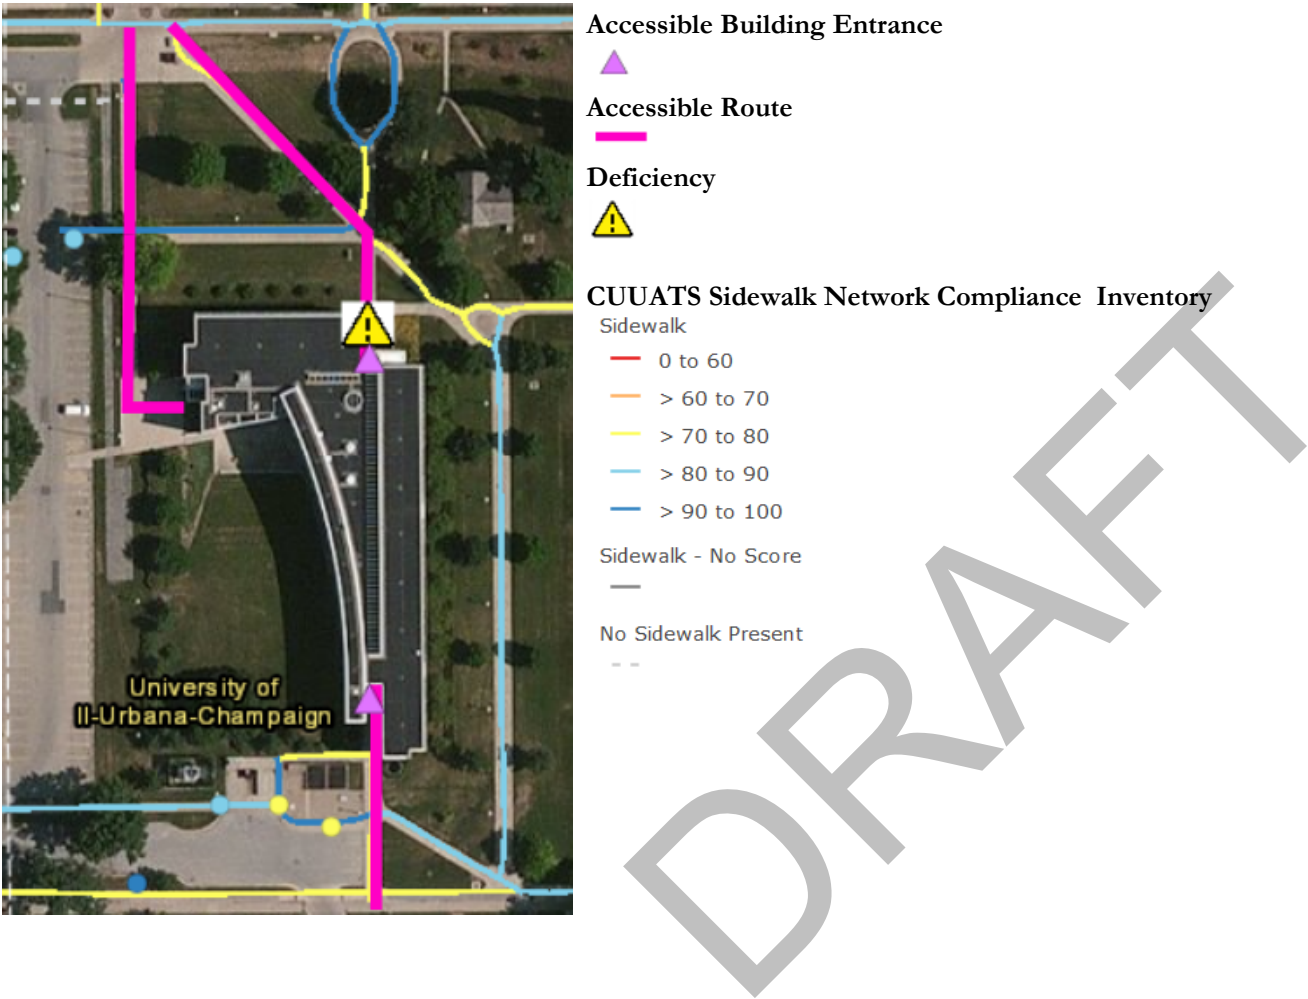 Accessible Building Entrance
Accessible Route
Deficiency
CUUATS Sidewalk Network Compliance Inventory
Sidewalk
0 to 60
> 60 to 70
> 70 to 80
> 80 to 90
> 90 to 100
Sidewalk - No Score
No Sidewalk Present
University of
Il-Urbana-Champaign
DRAFT